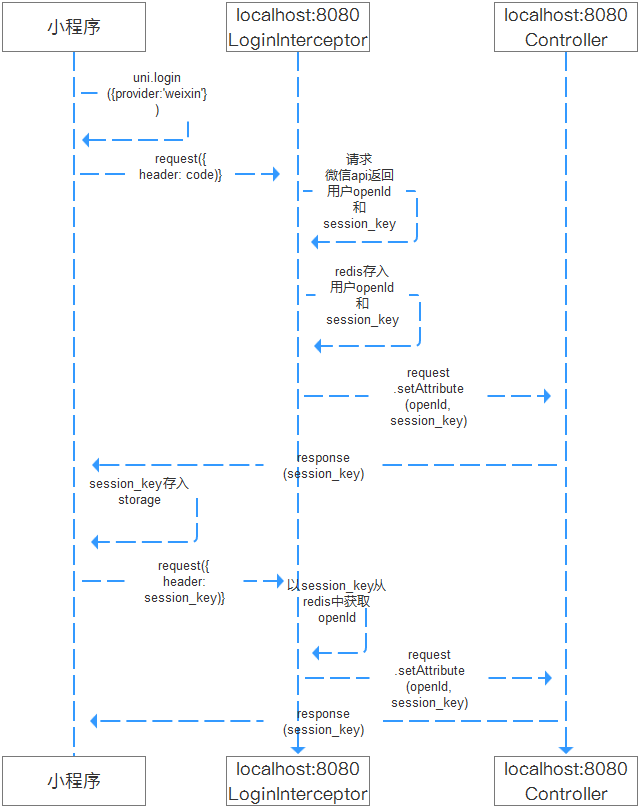 小程序
localhost:8080
LoginInterceptor
localhost:8080
Controller
uni.login
({provider:'weixin'}
)
request({
header: code)}
请求
微信api返回
用户openId
和
session_key
redis存入
用户openId
和
session_key
request
.setAttribute
(openId,
session_key)
response
(session_key)
session_key存入
storage
request({
header:
session_key)}
以session_key从
redis中获取
openId
request
.setAttribute
(openId,
session_key)
response
(session_key)
小程序
localhost:8080
LoginInterceptor
localhost:8080
Controller